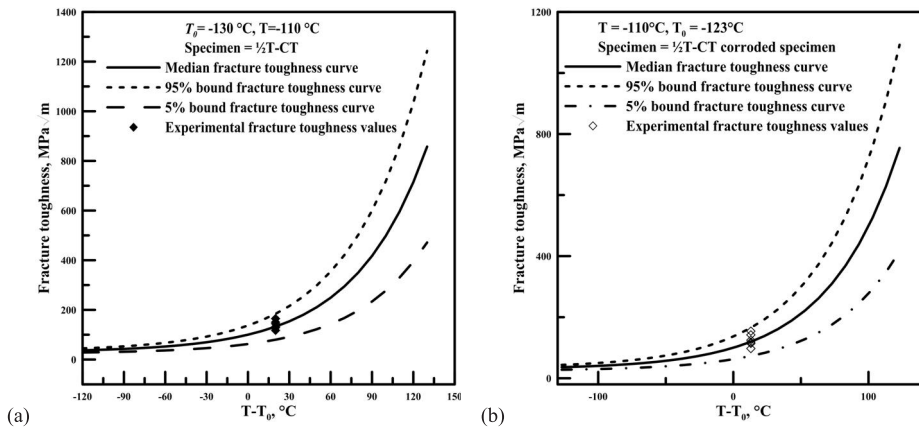 T₀= -130 °C, T=-110 °C
Specimen = ½T-CT
Median fracture toughness curve
95% bound fracture toughness curve
5% bound fracture toughness curve
Experimental fracture toughness values
Fracture toughness, MPa√m
1400
1200
1000
800
600
400
200
0
-120 -90 -60 -30 0 30 60 90 120 150
T-T₀, °C
(a)
T = -110°C, T₀ = -123°C
Specimen = ½T-CT corroded specimen
Median fracture toughness curve
95% bound fracture toughness curve
5% bound fracture toughness curve
Experimental fracture toughness values
Fracture toughness, MPa√m
1200
800
400
0
-100 0 100
T-T₀, °C
(b)